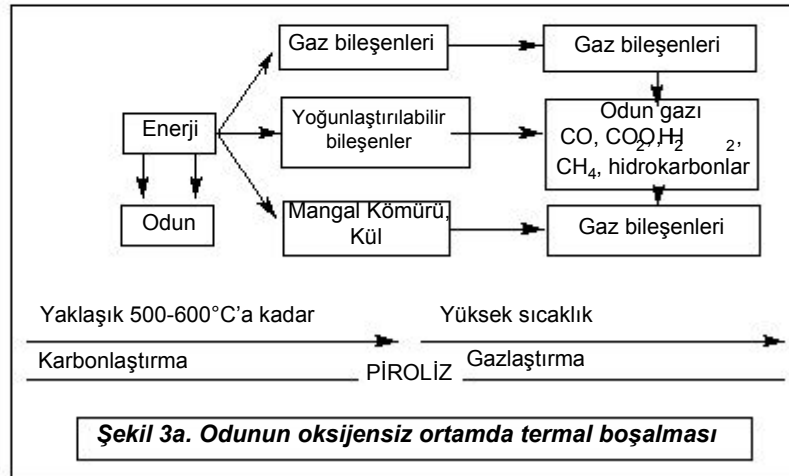 Gaz bileşenleri
Gaz bileşenleri
Enerji
Yoğunlaştırılabilir
bileşenler
Odun gazı
CO, CO2, H2,
CH4, hidrokarbonlar
Odun
Mangal Kömürü,
Kül
Gaz bileşenleri
Yaklaşık 500-600°C’a kadar
Yüksek sıcaklık
Karbonlaştırma
Gazlaştırma
PİROLİZ
Şekil 3a. Odunun oksijensiz ortamda termal boşalması